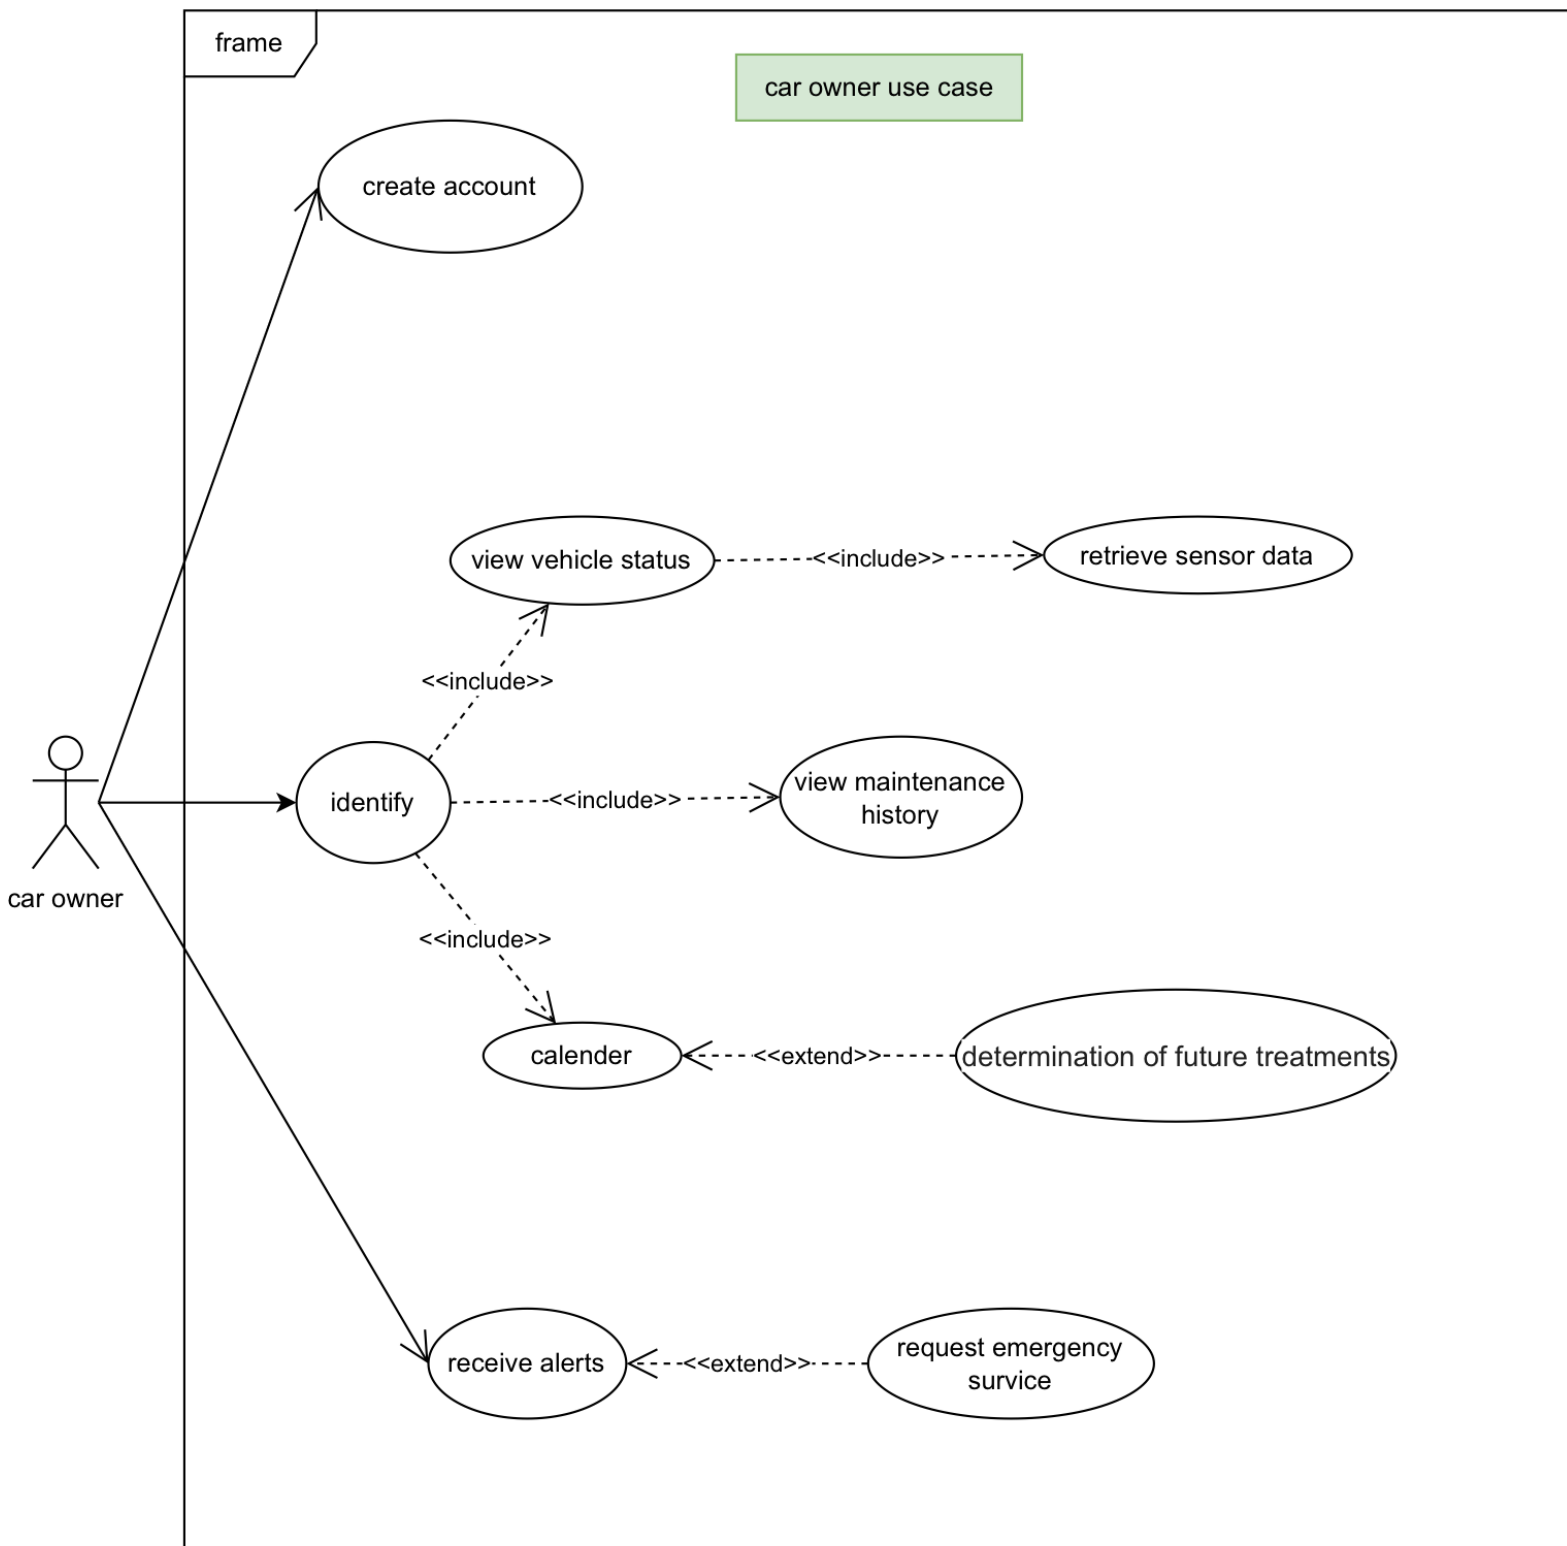 frame
car owner use case
create account
view vehicle status
<<include>>
retrieve sensor data
<<include>>
identify
<<include>>
view maintenance
history
car owner
<<include>>
calender
<<extend>>
determination of future treatments
receive alerts
<<extend>>
request emergency
survice